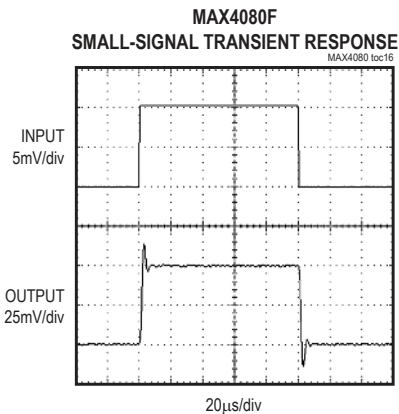 MAX4080F
SMALL-SIGNAL TRANSIENT RESPONSE
MAX4080 toc16
INPUT
5mV/div
OUTPUT
25mV/div
20μs/div